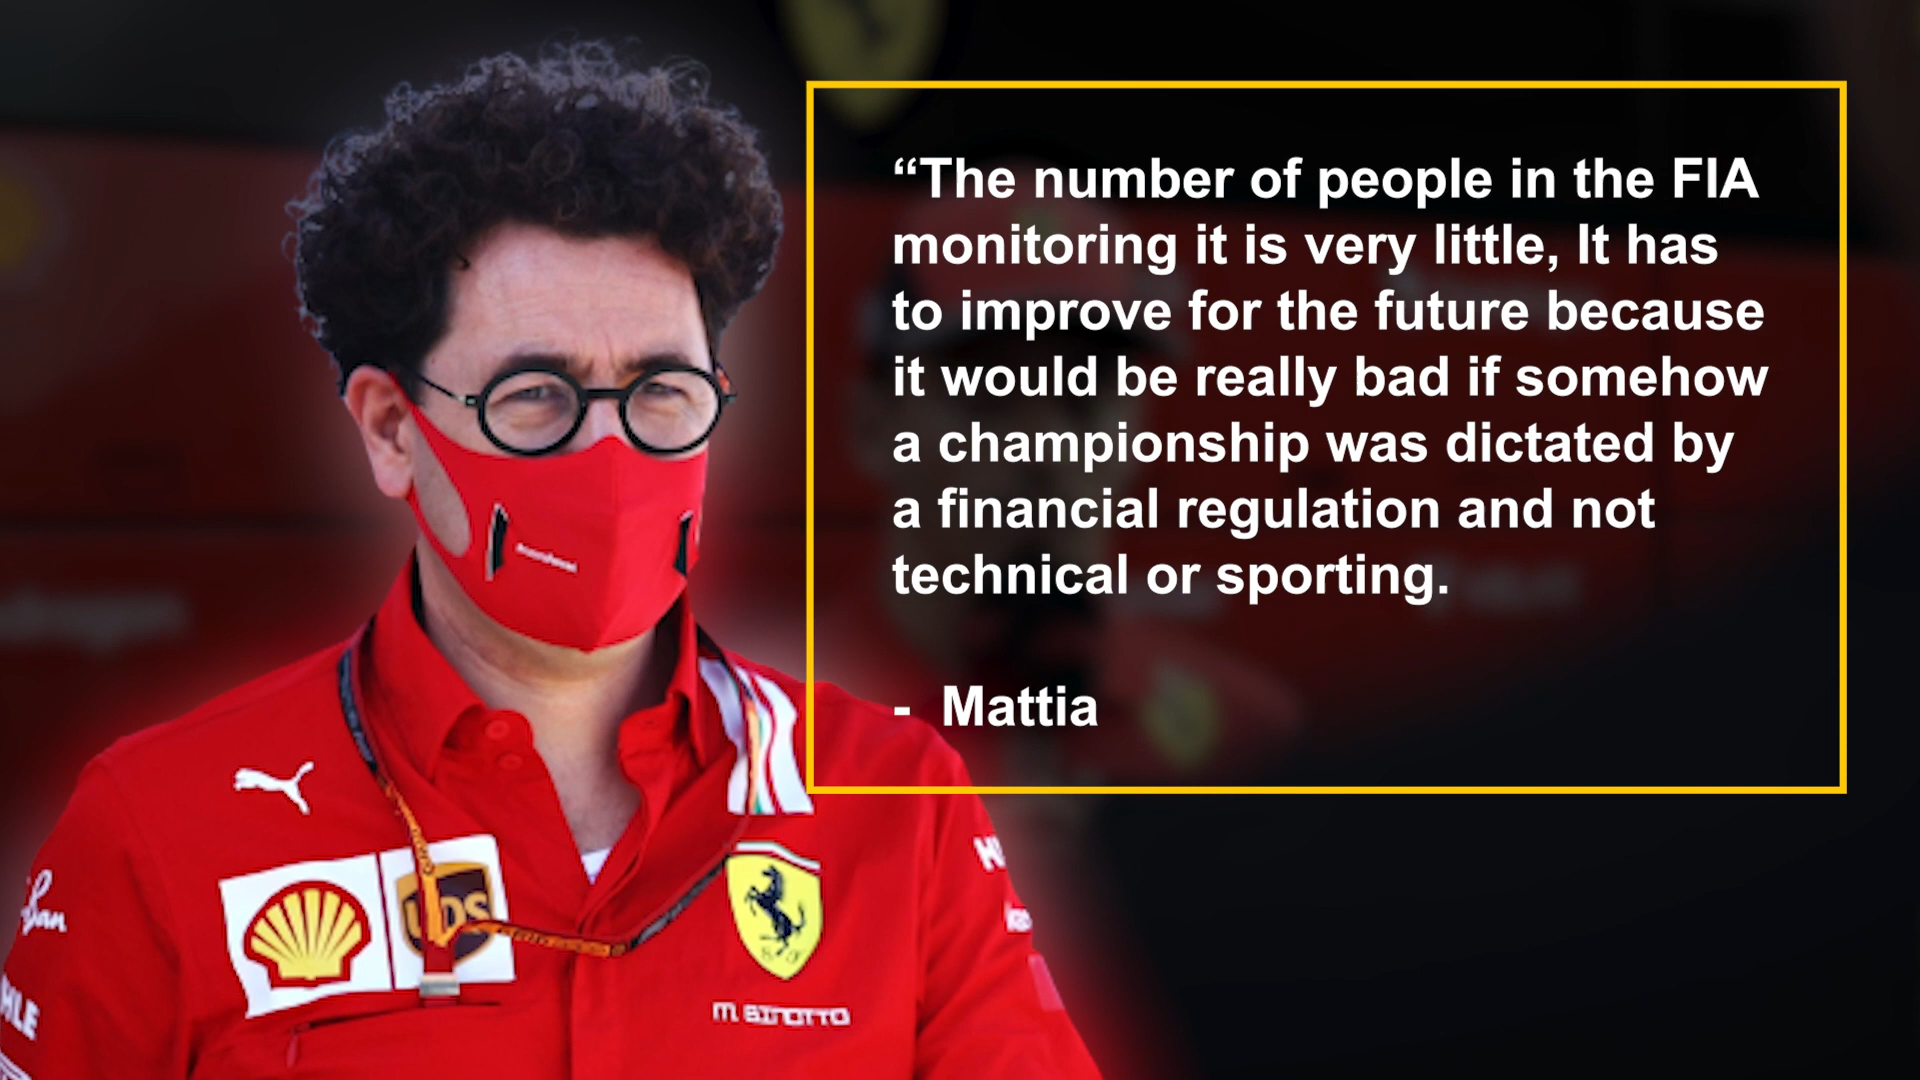 “The number of people in the FIA
monitoring it is very little, It has
to improve for the future because
it would be really bad if somehow
a championship was dictated by
a financial regulation and not
technical or sporting.
- Mattia
ups
S F
M. BINOTTO
HLE